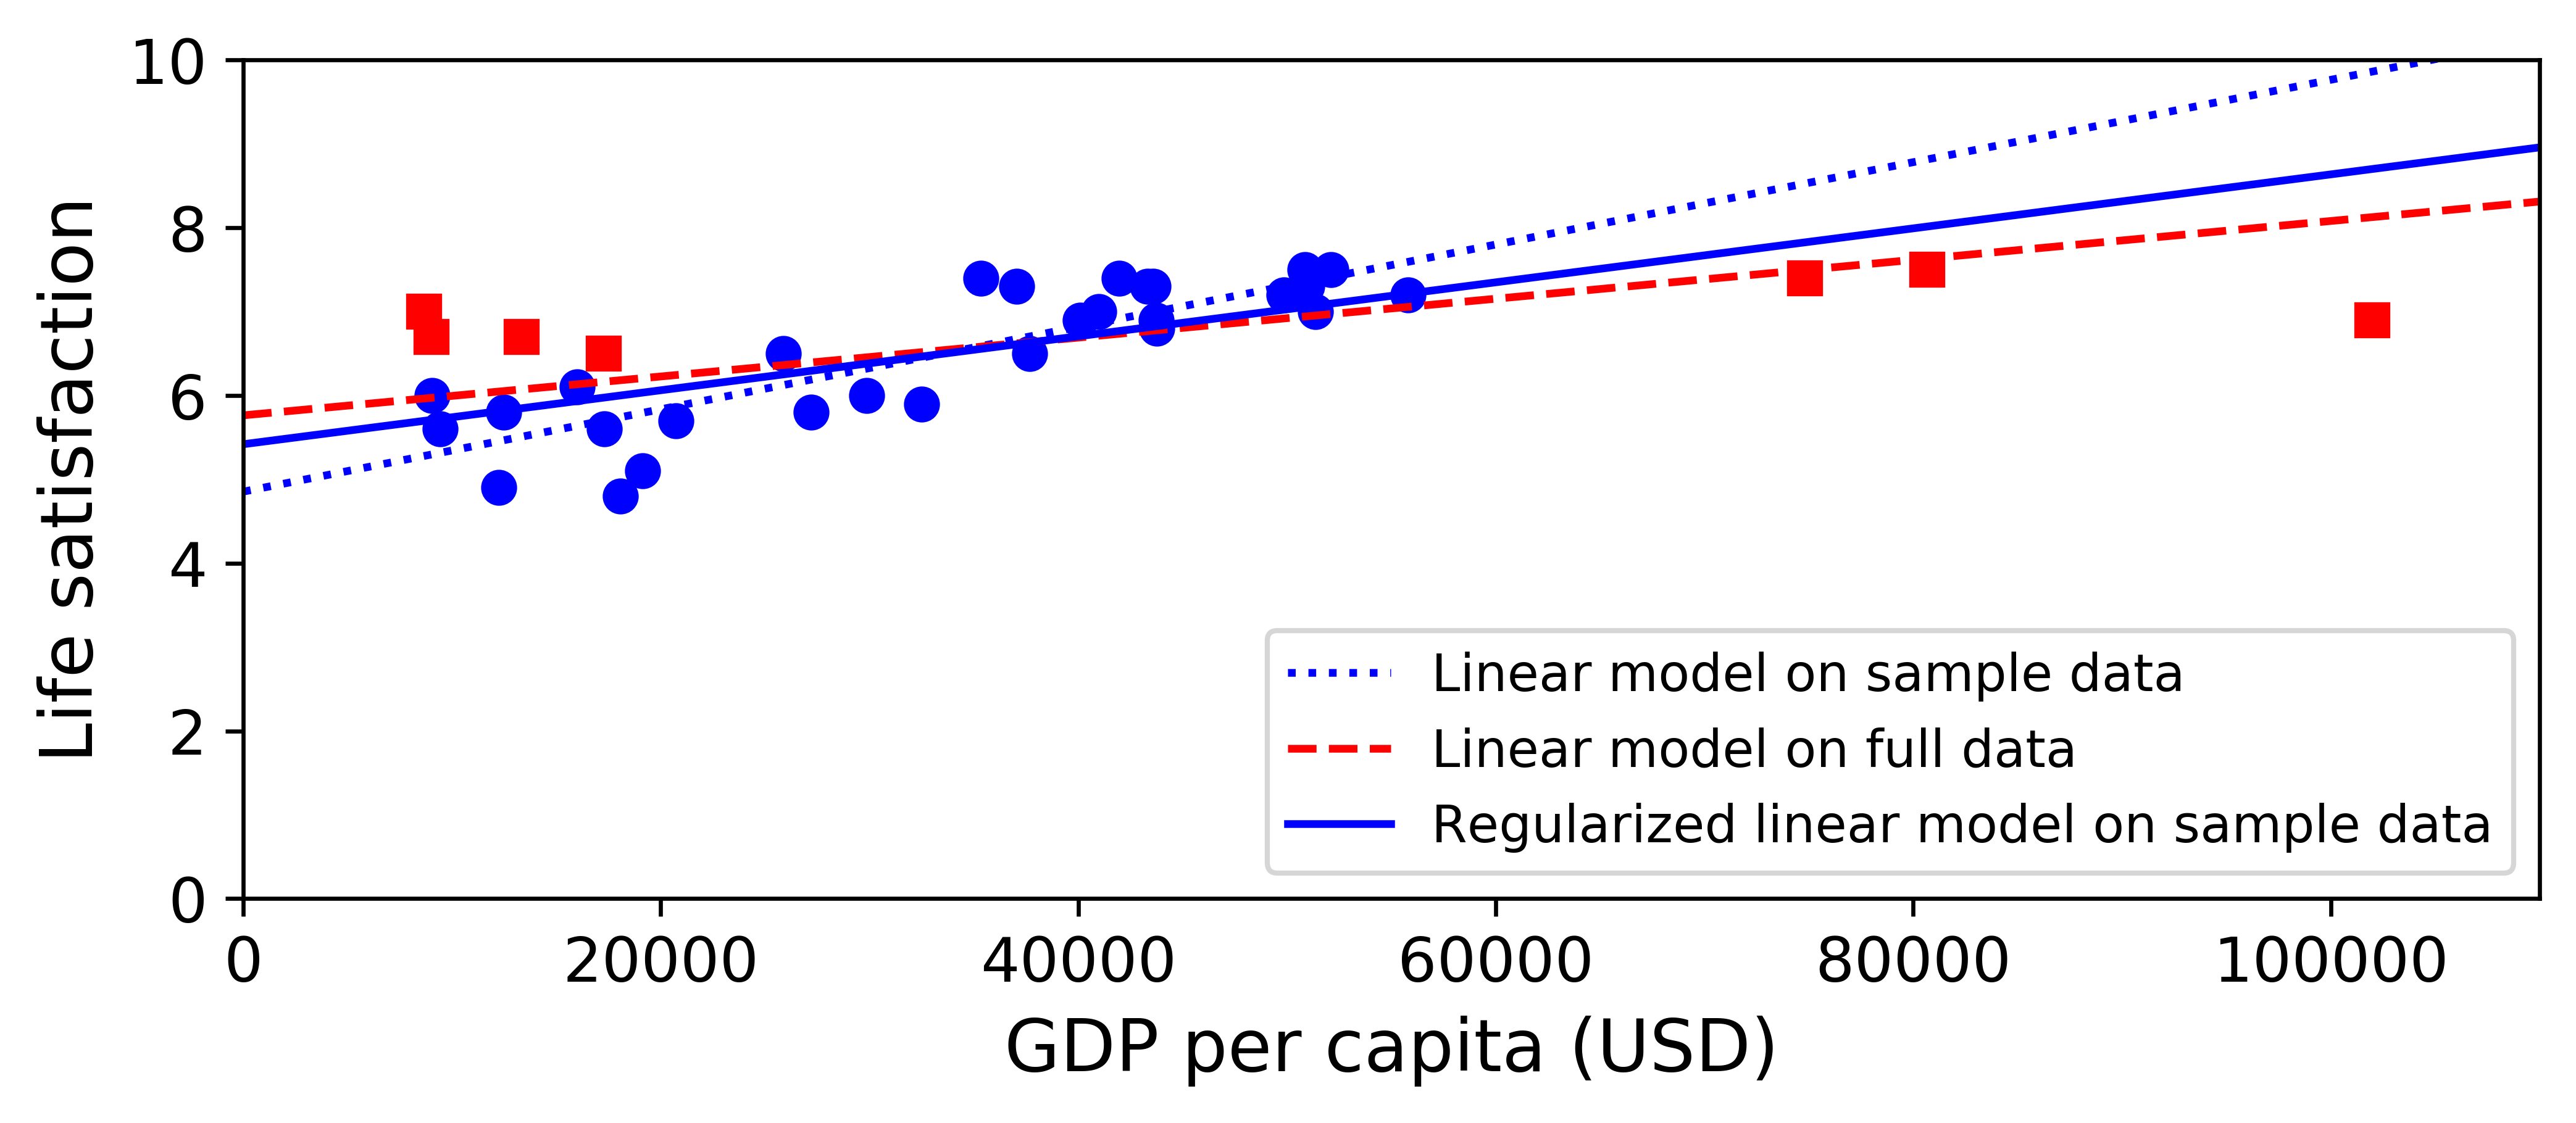 10
8
6
4
2
0
Life satisfaction
Linear model on sample data
Linear model on full data
Regularized linear model on sample data
0 20000 40000 60000 80000 100000
GDP per capita (USD)